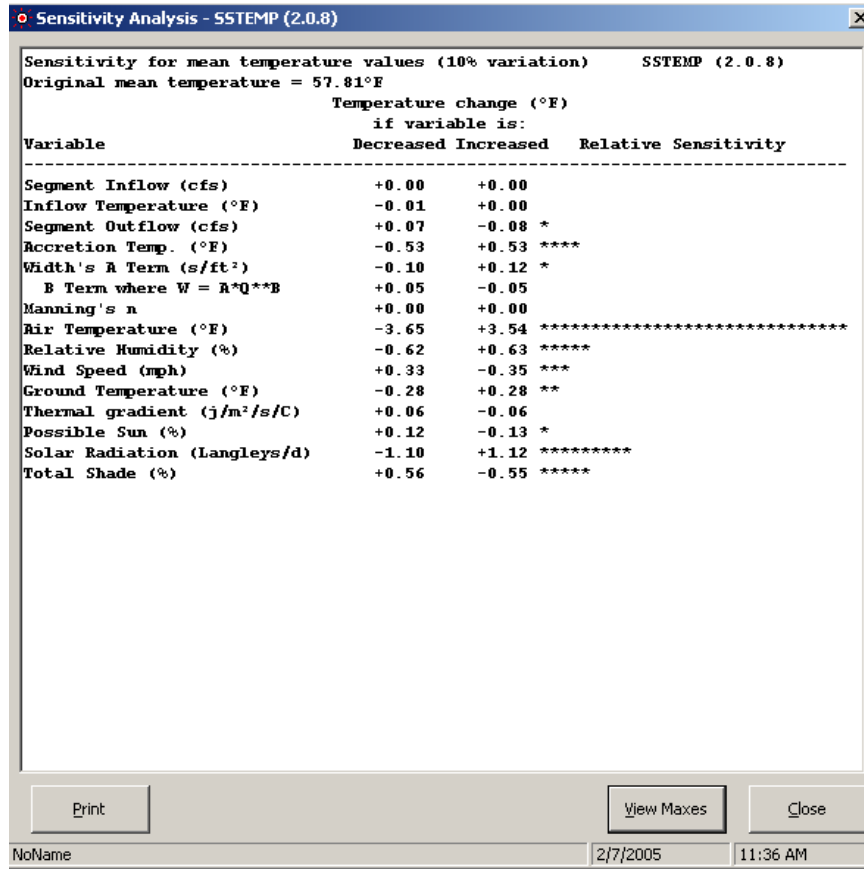 Sensitivity Analysis - SSTEMP (2.0.8)
Sensitivity for mean temperature values (10% variation) SSTEMP (2.0.8)
Original mean temperature = 57.81°F
Temperature change (°F)
if variable is:
Variable Decreased Increased Relative Sensitivity
--------------------------------------------------------------------------------
Segment Inflow (cfs) +0.00 +0.00
Inflow Temperature (°F) -0.01 +0.00
Segment Outflow (cfs) +0.07 -0.08 *
Accretion Temp. (°F) -0.53 +0.53 ****
Width's A Term (s/ft²) -0.10 +0.12 *
B Term where W = A*Q**B +0.05 -0.05
Manning's n +0.00 +0.00
Air Temperature (°F) -3.65 +3.54 ******************************
Relative Humidity (%) -0.62 +0.63 *****
Wind Speed (mph) +0.33 -0.35 ***
Ground Temperature (°F) -0.28 +0.28 **
Thermal gradient (j/m²/s/C) +0.06 -0.06
Possible Sun (%) +0.12 -0.13 *
Solar Radiation (Langleys/d) -1.10 +1.12 *********
Total Shade (%) +0.56 -0.55 *****
Print View Maxes Close
NoName 2/7/2005 11:36 AM